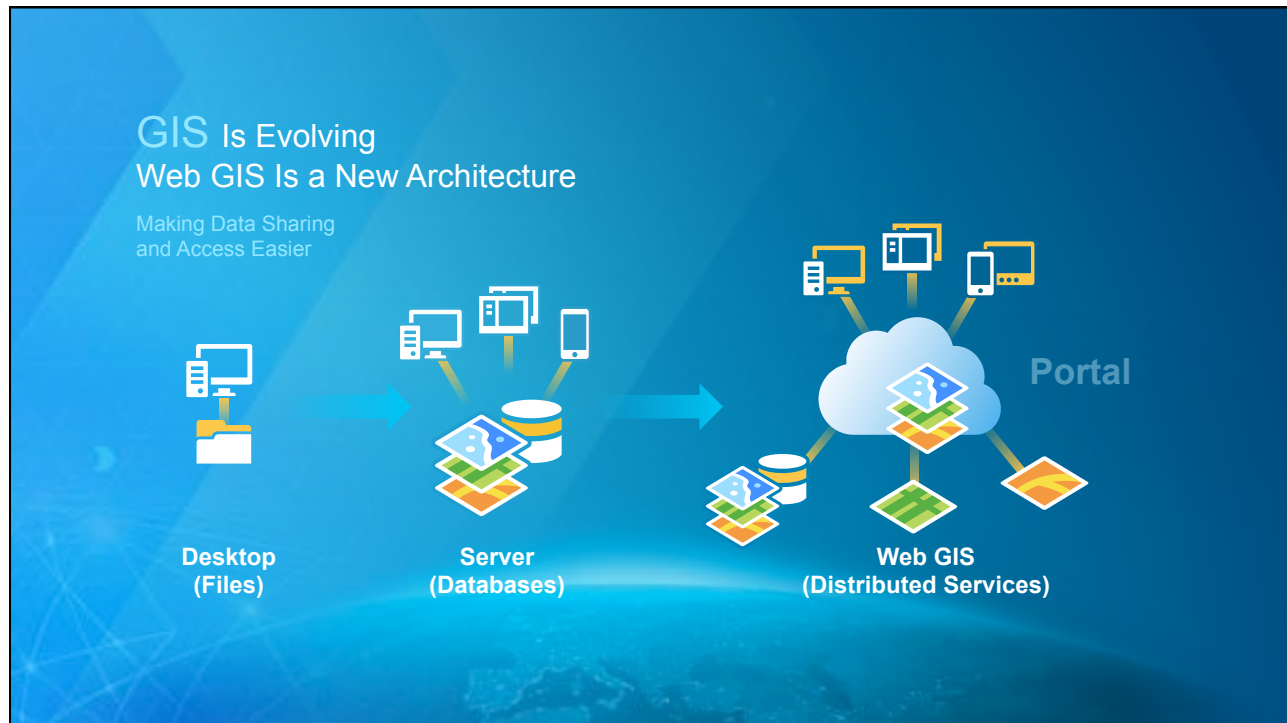 GIS Is Evolving
Web GIS Is a New Architecture
Making Data Sharing
and Access Easier
Portal
Desktop
(Files)
Server
(Databases)
Web GIS
(Distributed Services)